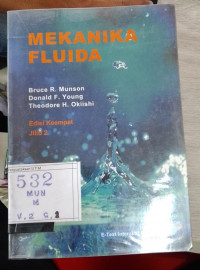 MEKANIKA
FLUIDA
Bruce R. Munson
Donald F. Young
Theodore H. Okiishi
Edisi Keempat
Jilid 2
532
MUN
M
V.2 C.1